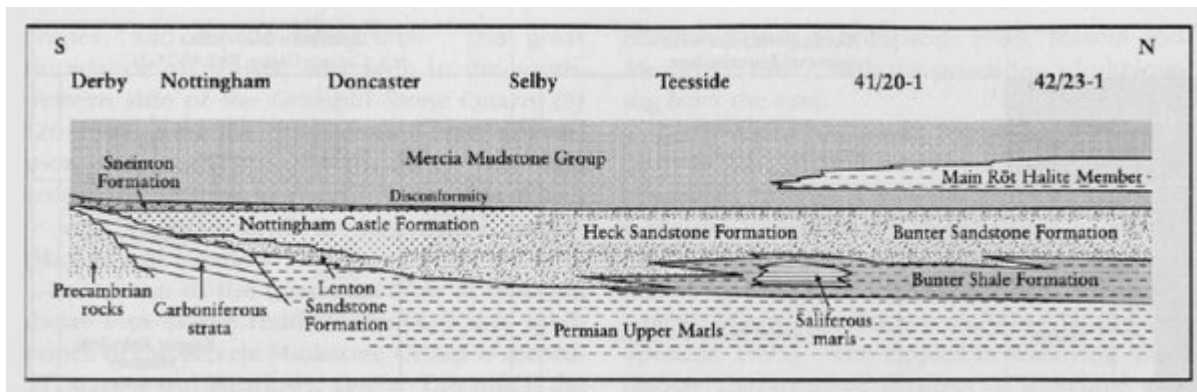 S
N
Derby Nottingham Doncaster Selby Teesside 41/20-1 42/23-1
Mercia Mudstone Group
Sneinton
Formation
Main Röt Halite Member
Disconformity
Nottingham Castle Formation
Heck Sandstone Formation
Bunter Sandstone Formation
Bunter Shale Formation
Precambrian
rocks
Carboniferous
strata
Lenton
Sandstone
Formation
Saliferous
marls
Permian Upper Marls